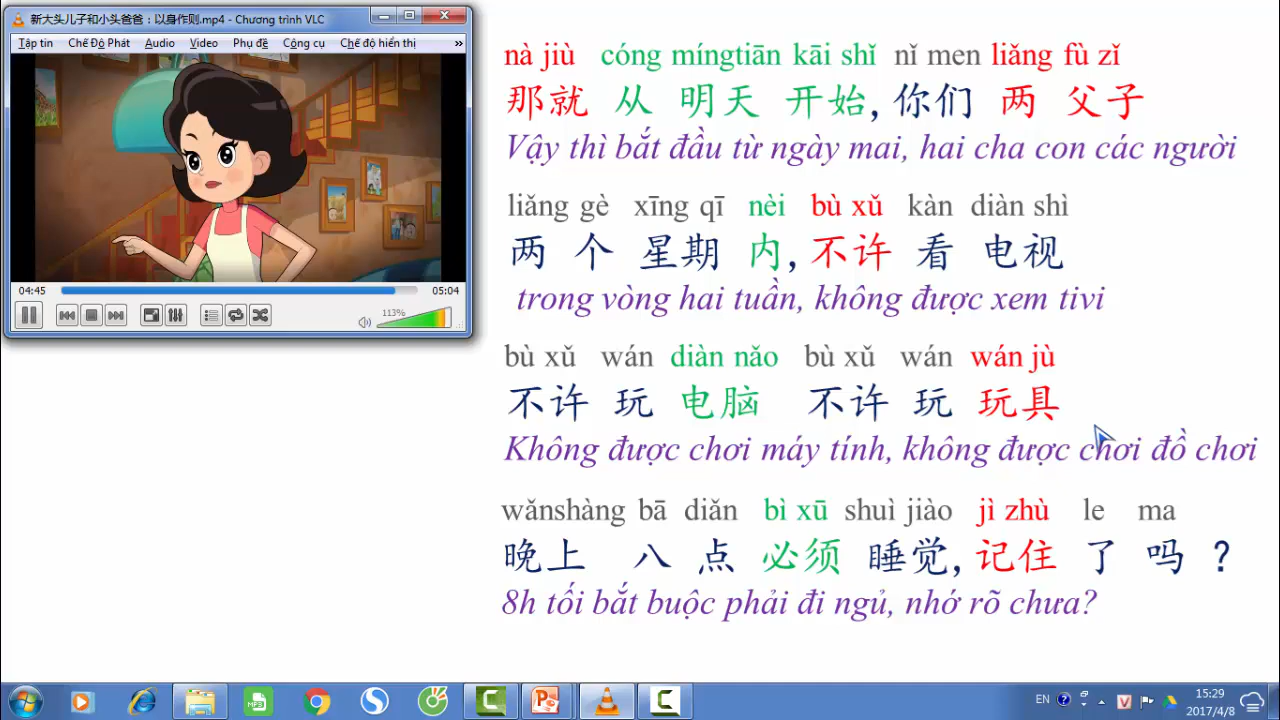 新大头儿子和小头爸爸：以身作则.mp4 - Chương trình VLC
Tập tin Chế Độ Phát Audio Video Phụ đề Công cụ Chế độ hiển thị »
04:45 05:04
113%
nà jiù cóng míngtiān kāi shǐ nǐ men liǎng fù zǐ
那就 从 明天 开始, 你们 两 父子
Vậy thì bắt đầu từ ngày mai, hai cha con các người
liǎng gè xīng qī nèi bù xǔ kàn diàn shì
两 个 星期 内, 不许 看 电视
trong vòng hai tuần, không được xem tivi
bù xǔ wán diàn nǎo bù xǔ wán wán jù
不许 玩 电脑 不许 玩 玩具
Không được chơi máy tính, không được chơi đồ chơi
wǎnshàng bā diǎn bì xū shuì jiào jì zhù le ma
晚上 八 点 必须 睡觉, 记住 了 吗 ?
8h tối bắt buộc phải đi ngủ, nhớ rõ chưa?
MP3
EN
15:29
2017/4/8